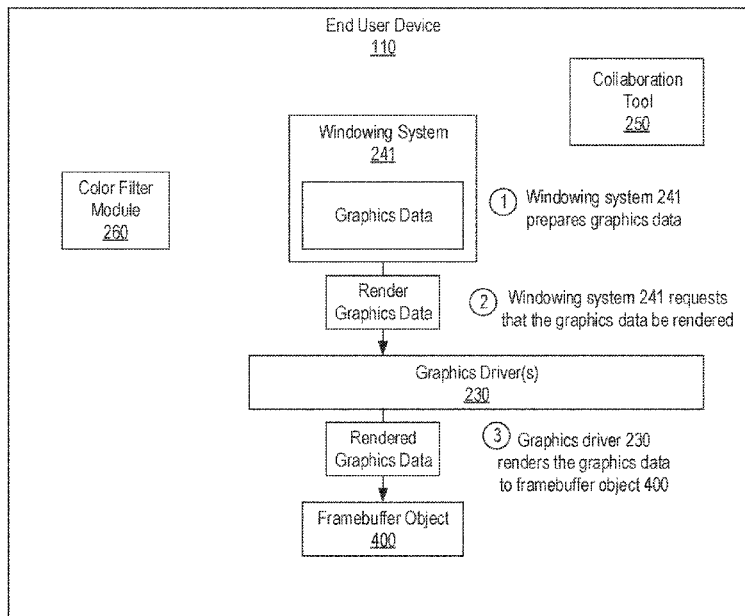 End User Device
110
Collaboration
Tool
250
Windowing System
241
Graphics Data
Color Filter
Module
260
1 Windowing system 241
prepares graphics data
Render
Graphics Data
2 Windowing system 241 requests
that the graphics data be rendered
Graphics Driver(s)
230
Rendered
Graphics Data
3 Graphics driver 230
renders the graphics data
to framebuffer object 400
Framebuffer Object
400